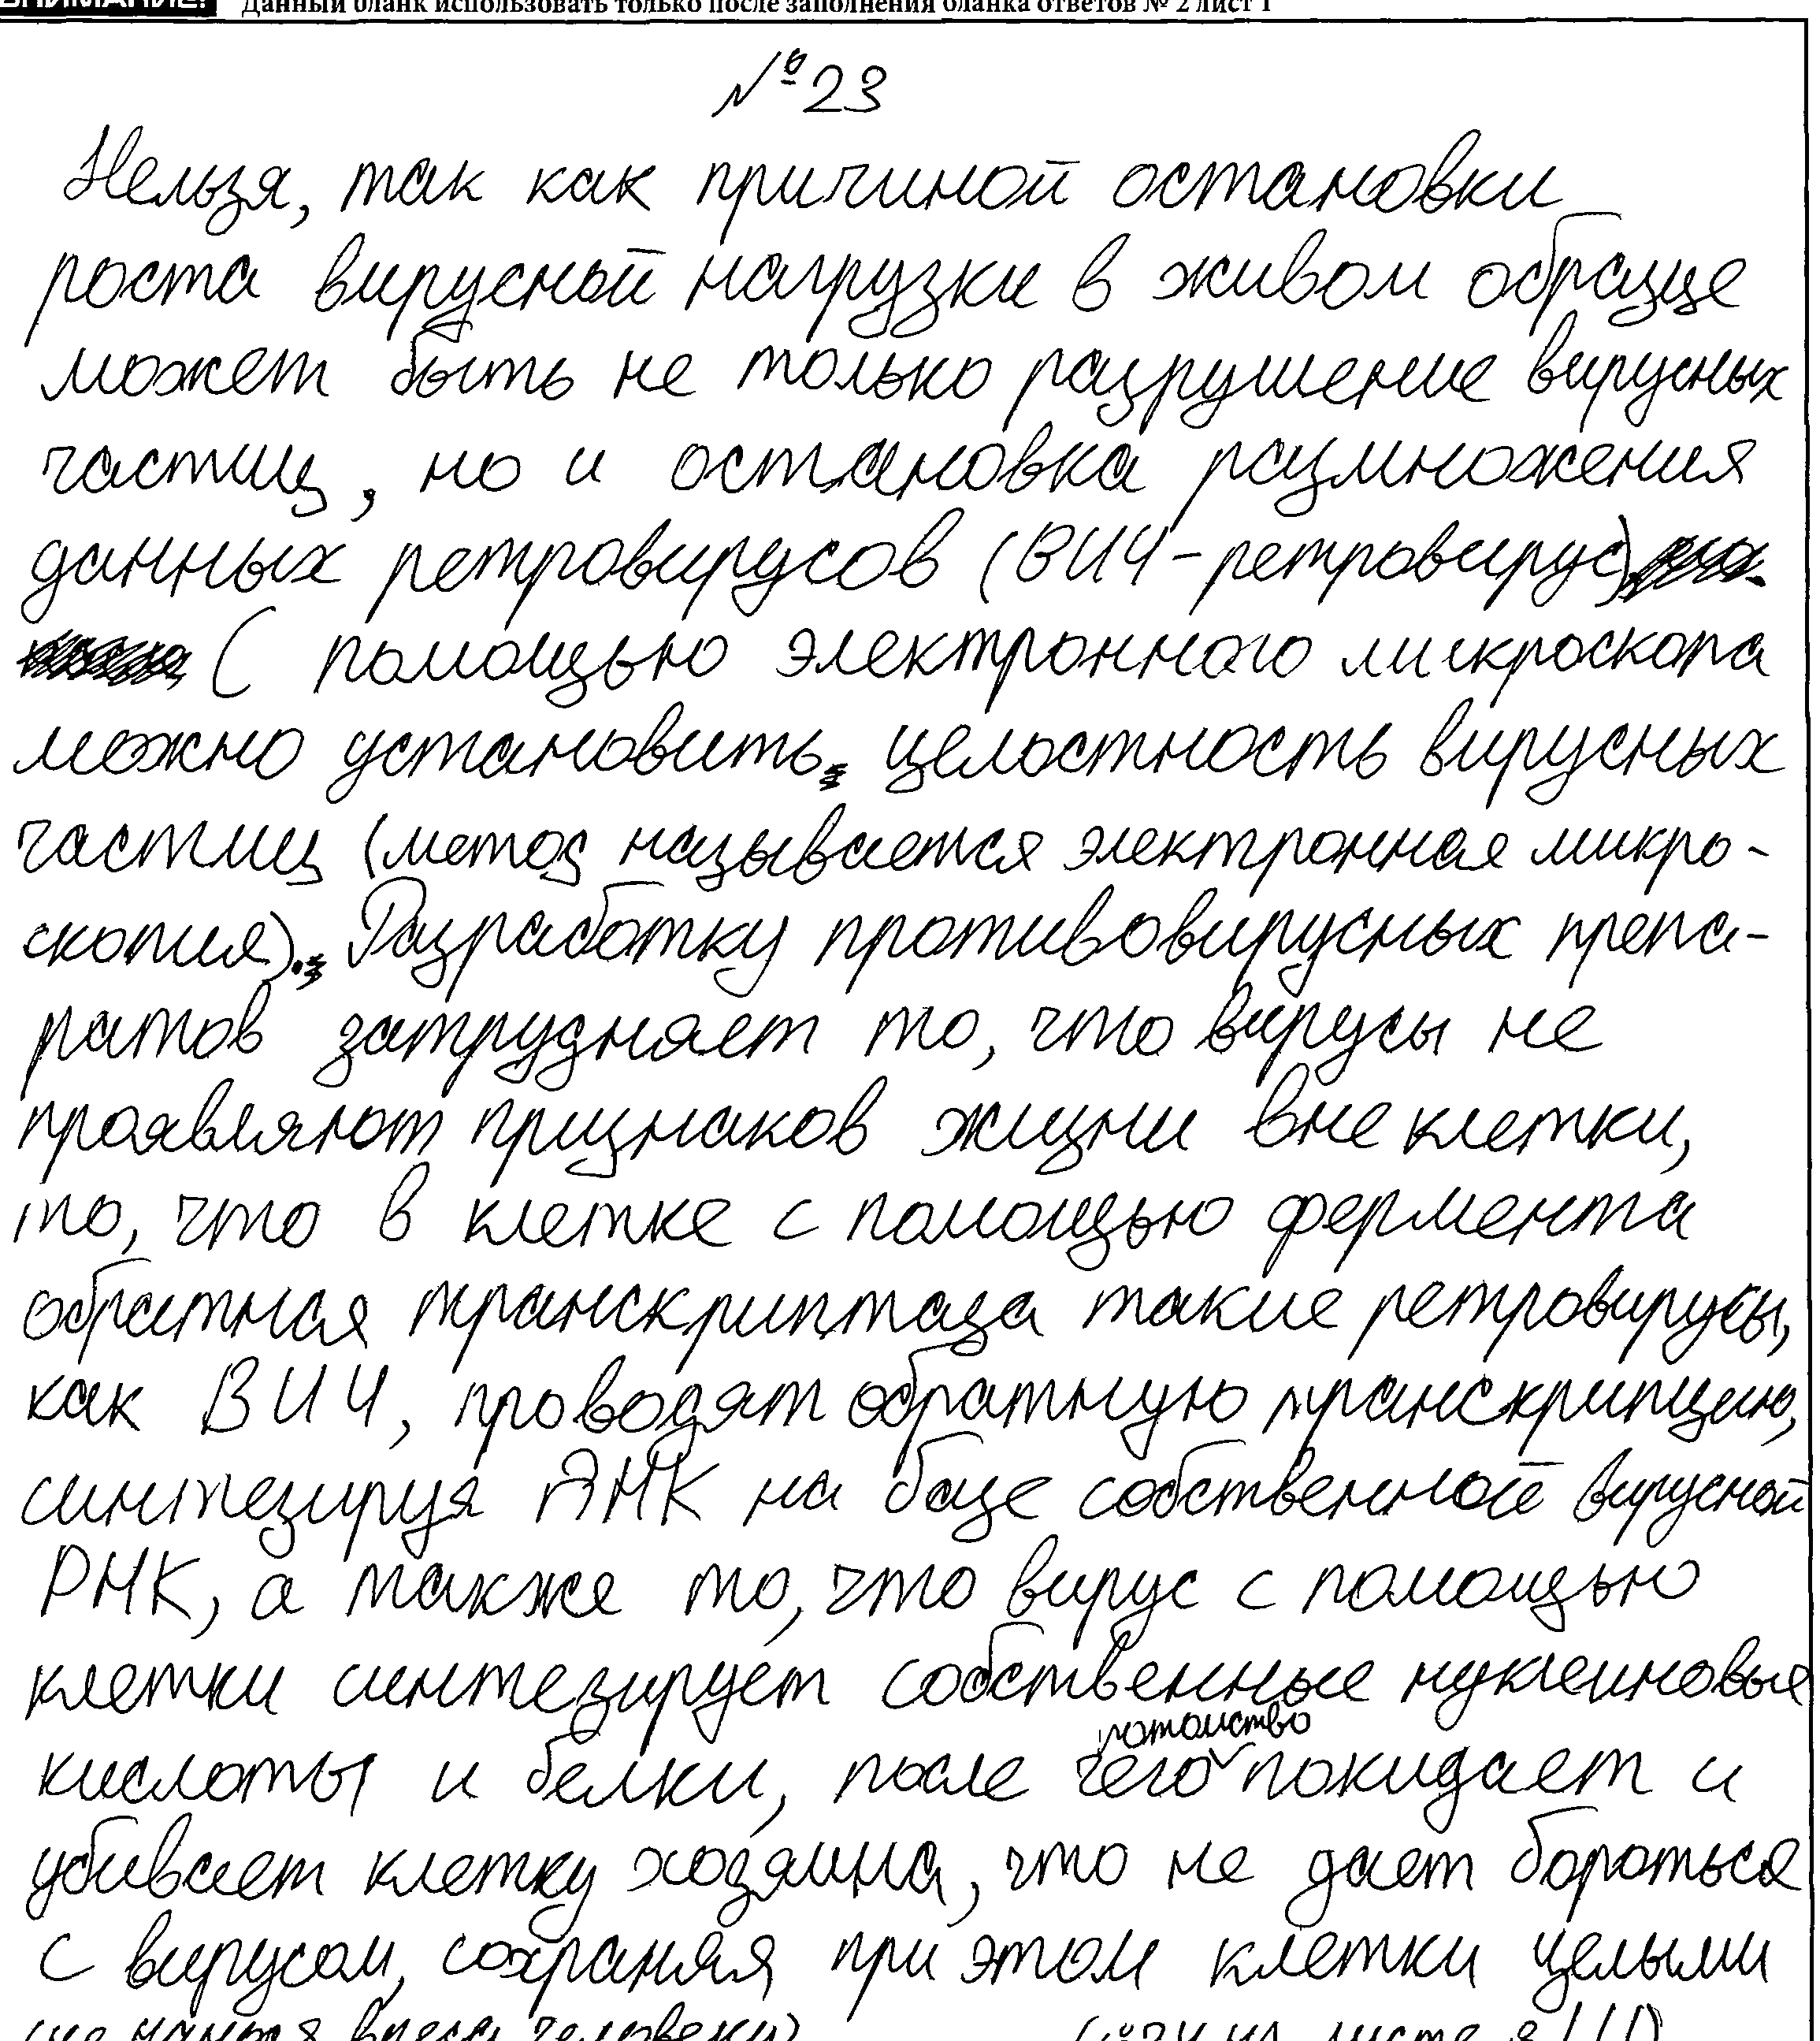 Данный бланк использовать только после заполнения бланка ответов № 2 лист 1
№23
Нельзя, так как причиной остановки
роста вирусной нагрузки в живом образце
может быть не только разрушение вирусных
частиц, но и остановка размножения
данных ретровирусов (ВИЧ-ретровирус)
С помощью электронного микроскопа
можно установить целостность вирусных
частиц (метод называется электронная микро-
скопия). Разработку противовирусных препа-
ратов затрудняет то, что вирусы не
проявляют признаков жизни вне клетки,
то, что в клетке с помощью фермента
обратная транскриптаза такие ретровирусы,
как ВИЧ, проводят обратную транскрипцию,
синтезируя ДНК на базе собственной вирусной
РНК, а также то, что вирус с помощью
клетки синтезирует собственные нуклеиновые
потомство
кислоты и белки, после чего покидает и
убивает клетку хозяина, что не дает бороться
с вирусом, сохраняя при этом клетки целыми
человека)